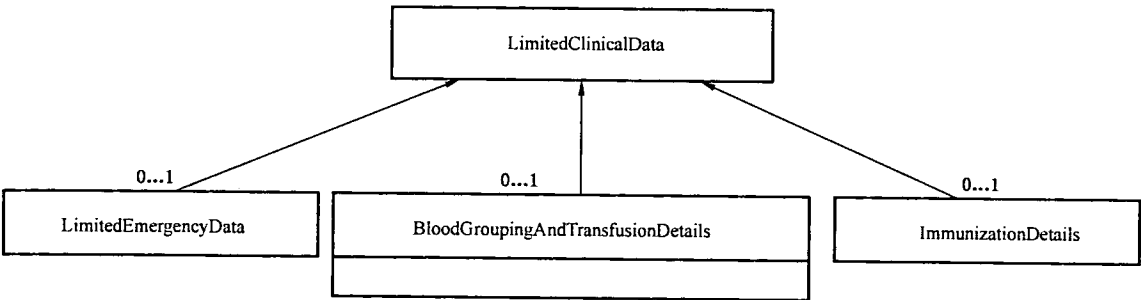 LimitedClinicalData
0...1
0...1
0...1
LimitedEmergencyData
BloodGroupingAndTransfusionDetails
ImmunizationDetails